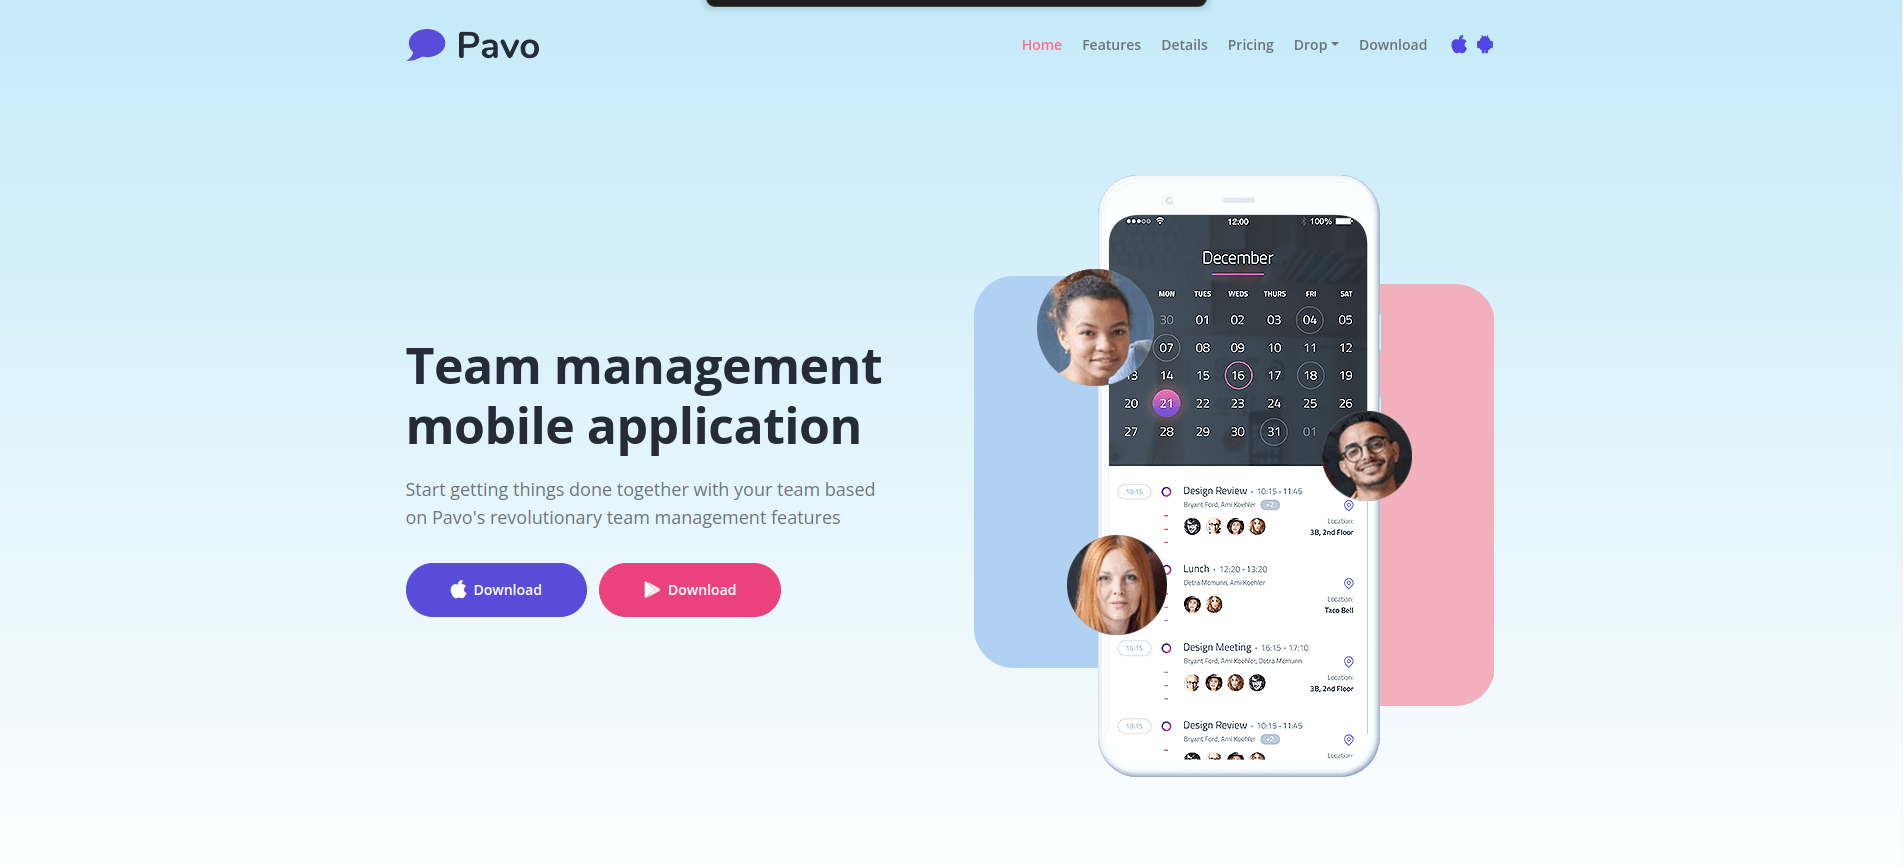 Pavo
Home Features Details Pricing Drop Download
Team management
mobile application
Start getting things done together with your team based
on Pavo's revolutionary team management features
Download Download
12:00 100%
December
MON TUES WEDS THURS FRI SAT
30 01 02 03 04 05
07 08 09 10 11 12
13 14 15 16 17 18 19
20 21 22 23 24 25 26
27 28 29 30 31 01
10:15 Design Review - 10:15 - 11:45
Bryant Ford, Ami Koehler +2
Location:
3B, 2nd Floor
Lunch - 12:20 - 13:20
Detra Mcmunn, Ami Koehler
Location:
Taco Bell
16:15 Design Meeting - 16:15 - 17:10
Bryant Ford, Ami Koehler, Detra Mcmunn
Location:
3B, 2nd Floor
10:15 Design Review - 10:15 - 11:45
Bryant Ford, Ami Koehler +2
Location: